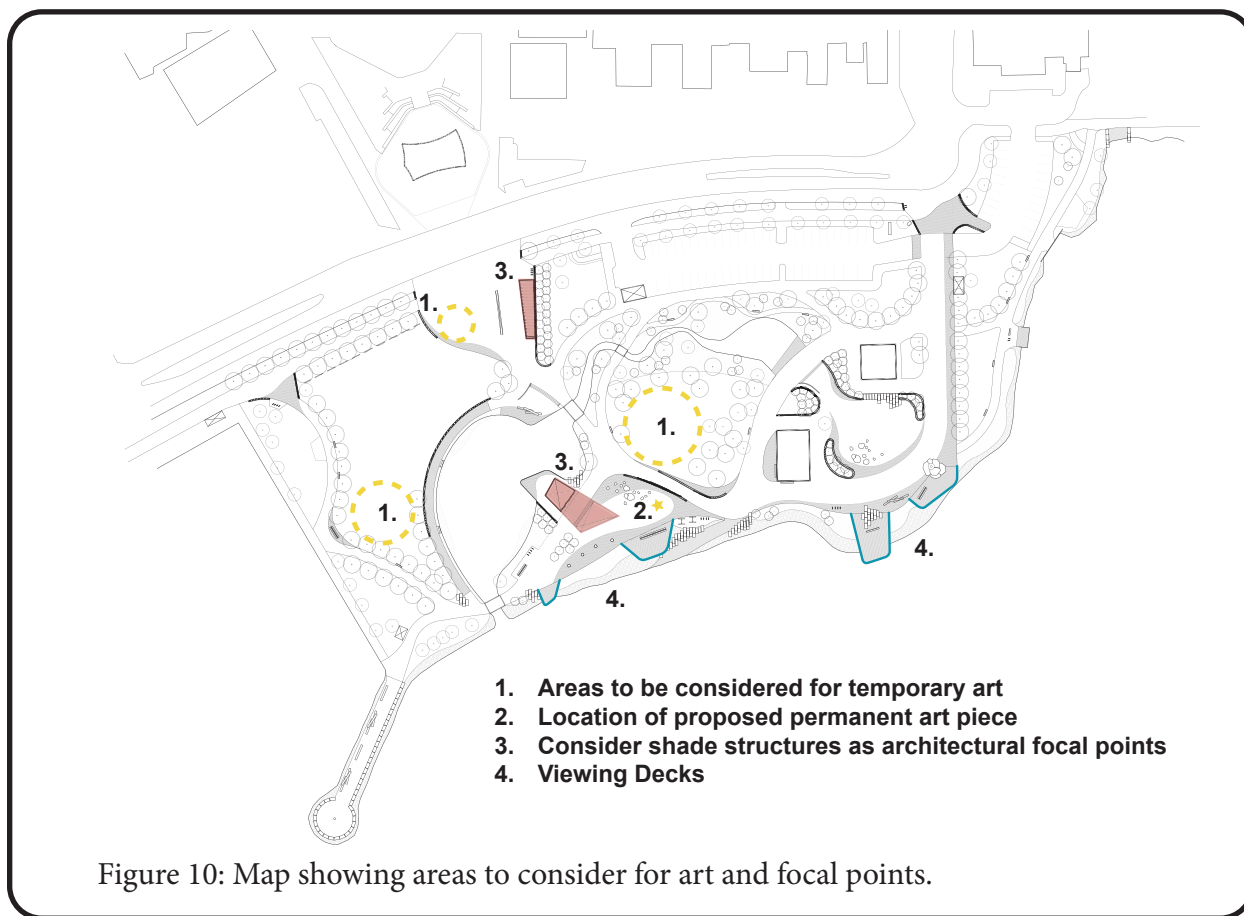 3.
1.
1.
3.
1.
2.
4.
4.
1. Areas to be considered for temporary art
2. Location of proposed permanent art piece
3. Consider shade structures as architectural focal points
4. Viewing Decks
Figure 10: Map showing areas to consider for art and focal points.